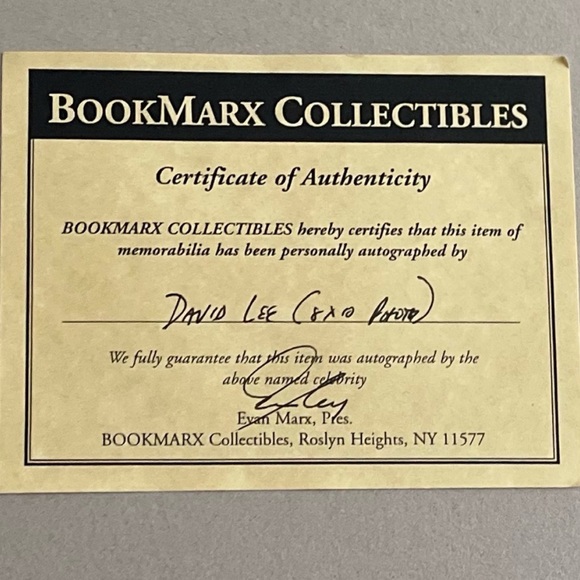 BOOKMARX COLLECTIBLES
Certificate of Authenticity
BOOKMARX COLLECTIBLES hereby certifies that this item of
memorabilia has been personally autographed by
DAVID LEE (8X10 PHOTO)
We fully guarantee that this item was autographed by the
above named celebrity
Evan Marx, Pres.
BOOKMARX Collectibles, Roslyn Heights, NY 11577